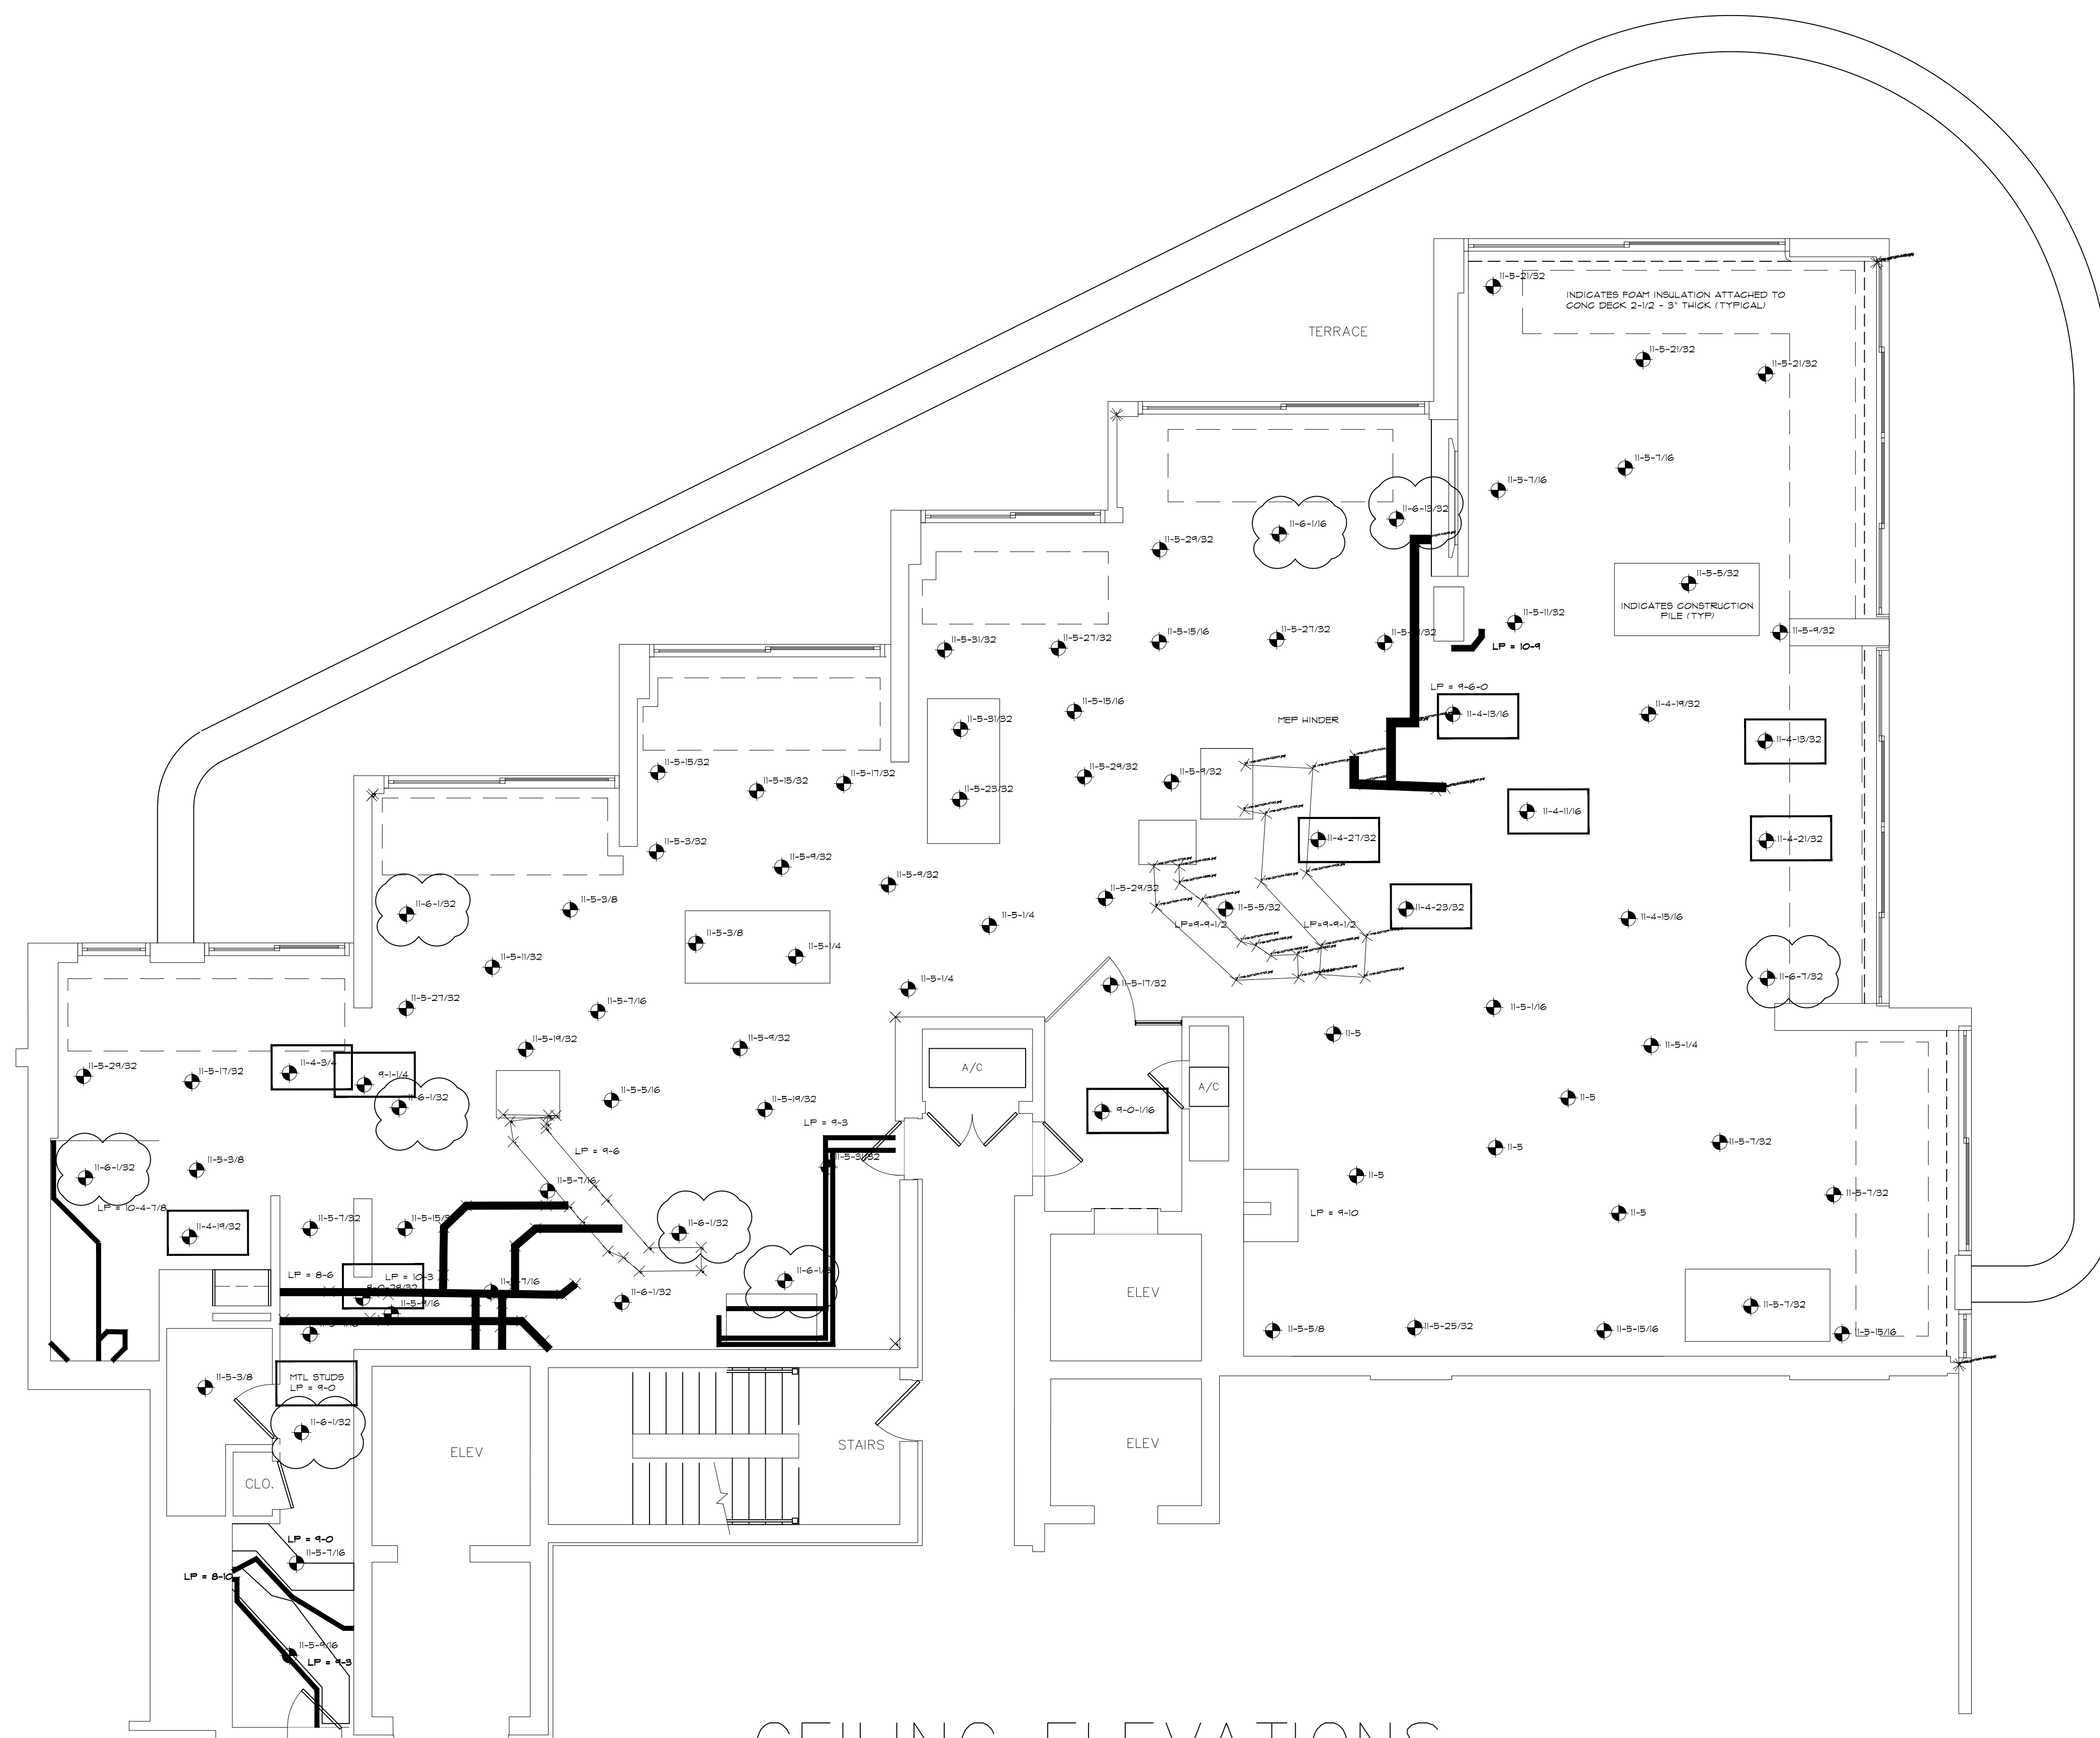 11-5-21/32
INDICATES FOAM INSULATION ATTACHED TO
CONC DECK 2-1/2 - 3" THICK (TYPICAL)
TERRACE
11-5-21/32
11-5-21/32
11-5-7/16
11-5-7/16
11-6-13/32
11-6-1/16
11-5-29/32
11-5-5/32
INDICATES CONSTRUCTION
PILE (TYP)
11-5-11/32
11-5-9/32
11-5-31/32
11-5-27/32
11-5-15/16
11-5-27/32
LP = 10-9
LP = 9-6-0
11-4-13/16
11-4-19/32
11-4-13/32
MEP HINDER
11-5-15/16
11-5-31/32
11-5-15/32
11-5-15/32
11-5-17/32
11-5-29/32
11-5-9/32
11-5-23/32
11-4-11/16
11-4-27/32
11-4-21/32
11-5-3/32
11-5-9/32
11-5-9/32
11-5-29/32
11-5-5/32
11-4-23/32
11-4-15/16
11-6-1/32
11-5-3/8
11-5-1/4
LP=9-9-1/2
LP=9-9-1/2
11-5-3/8
11-5-1/4
11-5-11/32
11-5-1/4
11-5-17/32
11-6-7/32
11-5-27/32
11-5-7/16
11-5-1/16
11-5
11-5-19/32
11-5-9/32
11-5-1/4
11-5-29/32
11-5-17/32
11-4-3/4
9-1-1/4
A/C
A/C
11-5-5/16
11-6-1/32
11-5-19/32
9-0-1/16
11-5
LP = 9-3
LP = 9-6
11-5
11-5-7/32
11-6-1/32
11-5-3/8
11-5-7/16
11-5
11-5-7/32
LP = 10-4-7/8
11-4-19/32
11-5-7/32
11-6-1/32
LP = 9-10
11-5
LP = 8-6
LP = 10-3
11-6-1/32
ELEV
11-5-9/16
11-5-7/32
11-5-5/8
11-5-25/32
11-5-15/16
11-5-15/16
11-5-3/8
MTL STUDS
LP = 9-0
11-6-1/32
ELEV
STAIRS
ELEV
CLO.
LP = 9-0
11-5-7/16
LP = 8-10
11-5-9/16
LP = 9-3
CEILING ELEVATIONS